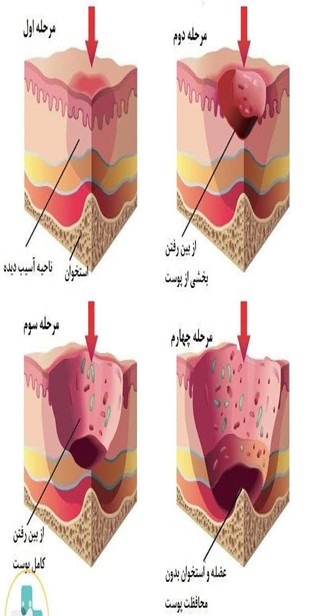 مرحله اول
مرحله دوم
ناحیه آسیب دیده
استخوان
از بین رفتن
بخشی از پوست
مرحله سوم
مرحله چهارم
از بین رفتن
کامل پوست
عضله و استخوان بدون
محافظت پوست